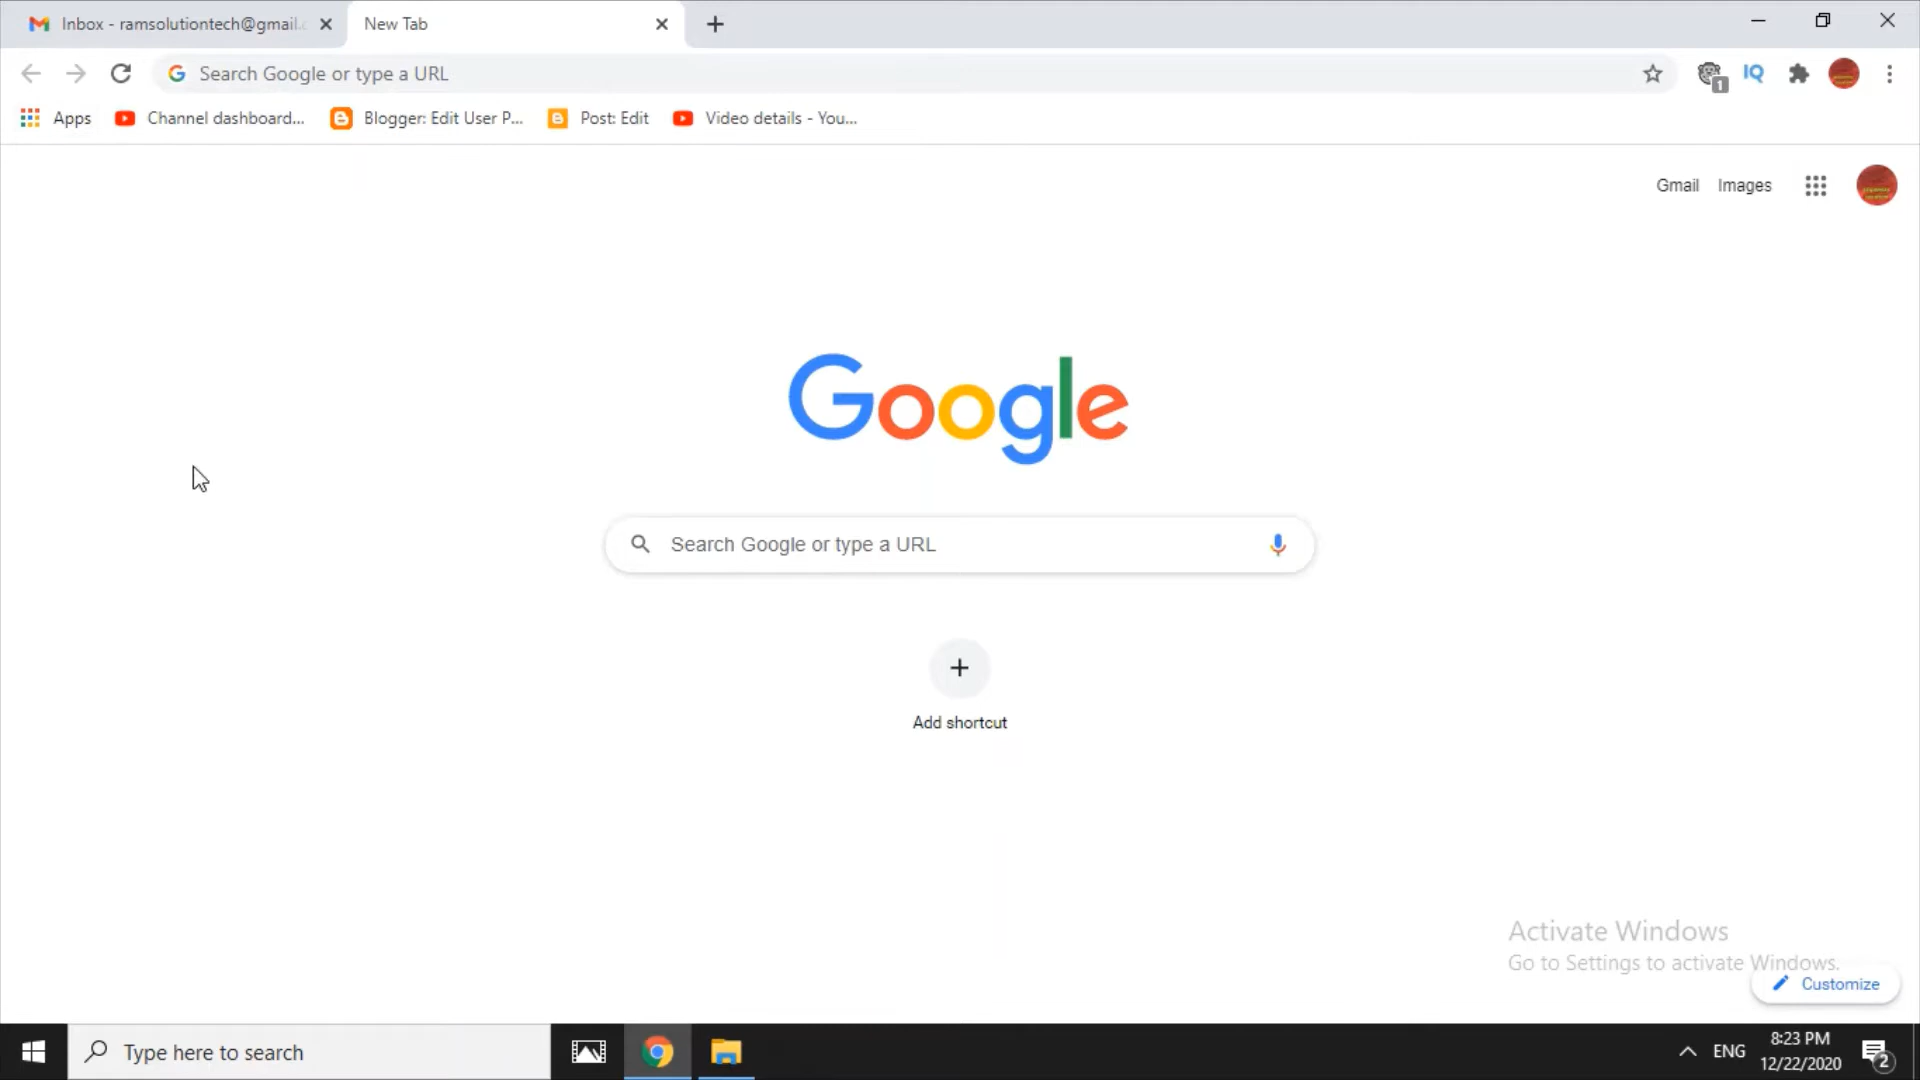 Inbox - ramsolutiontech@gmail.c
New Tab
Search Google or type a URL
1
IQ
Apps
Channel dashboard...
Blogger: Edit User P...
Post: Edit
Video details - You...
Gmail
Images
Google
Search Google or type a URL
Add shortcut
Activate Windows
Go to Settings to activate Windows.
Customize
Type here to search
ENG
8:23 PM
12/22/2020
2